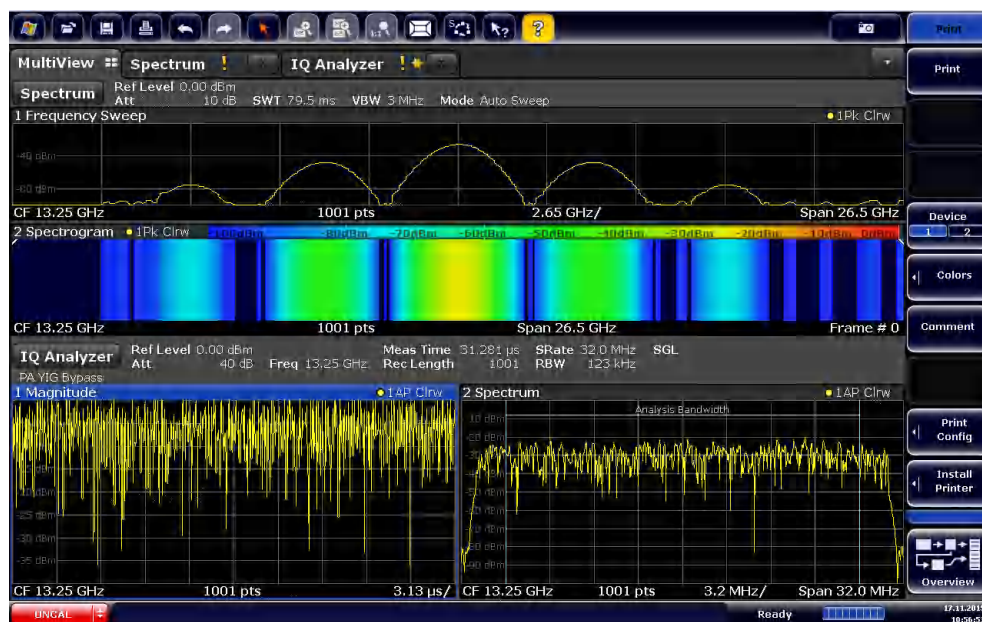 Print
MultiView Spectrum ! IQ Analyzer !
Print
Spectrum Ref Level 0.00 dBm
Att 10 dB SWT 79.5 ms VBW 3 MHz Mode Auto Sweep
1 Frequency Sweep 1Pk Clrw
-40 dBm
-60 dBm
CF 13.25 GHz 1001 pts 2.65 GHz/ Span 26.5 GHz
Device
1 2
2 Spectrogram 1Pk Clrw -100dBm -80dBm -70dBm -60dBm -50dBm -40dBm -30dBm -20dBm -10dBm 0dBm
Colors
CF 13.25 GHz 1001 pts Span 26.5 GHz Frame # 0
Comment
IQ Analyzer Ref Level 0.00 dBm Meas Time 31.281 µs SRate 32.0 MHz SGL
Att 40 dB Freq 13.25 GHz Rec Length 1001 RBW 123 kHz
PA YIG Bypass
1 Magnitude 1AP Clrw 2 Spectrum 1AP Clrw
Analysis Bandwidth
Print
Config
Install
Printer
-25 dBm
-30 dBm
-35 dBm
Overview
CF 13.25 GHz 1001 pts 3.13 µs/ CF 13.25 GHz 1001 pts 3.2 MHz/ Span 32.0 MHz
UNCAL Ready